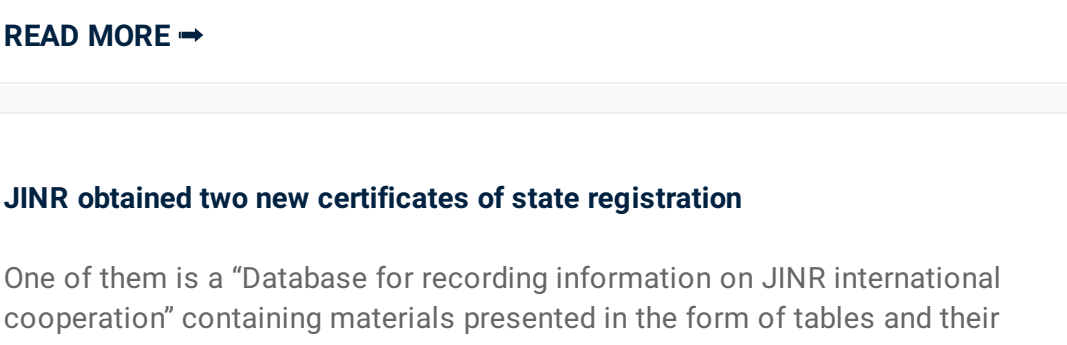 READ MORE ➡
JINR obtained two new certificates of state registration
One of them is a “Database for recording information on JINR international
cooperation” containing materials presented in the form of tables and their